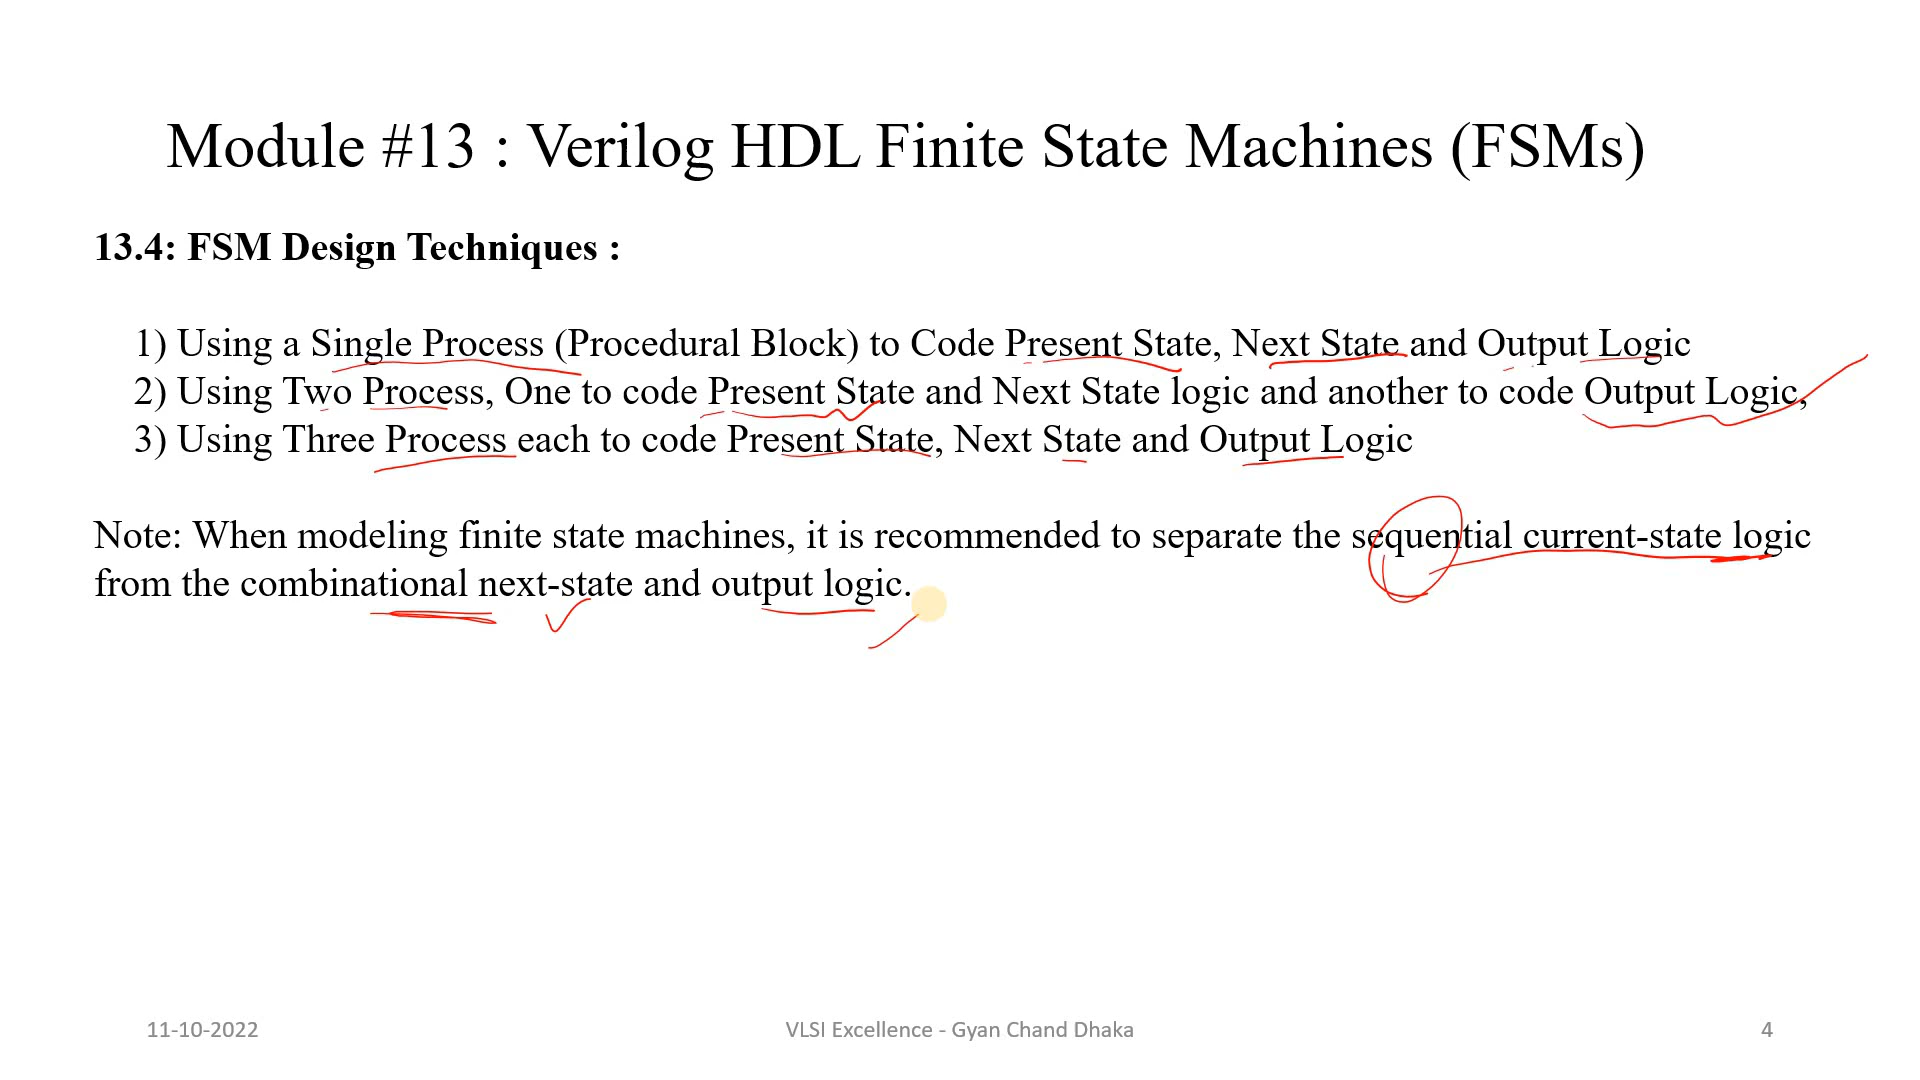 Module #13 : Verilog HDL Finite State Machines (FSMs)
13.4: FSM Design Techniques :
1) Using a Single Process (Procedural Block) to Code Present State, Next State and Output Logic
2) Using Two Process, One to code Present State and Next State logic and another to code Output Logic,
3) Using Three Process each to code Present State, Next State and Output Logic
Note: When modeling finite state machines, it is recommended to separate the sequential current-state logic
from the combinational next-state and output logic.
11-10-2022
VLSI Excellence - Gyan Chand Dhaka
4